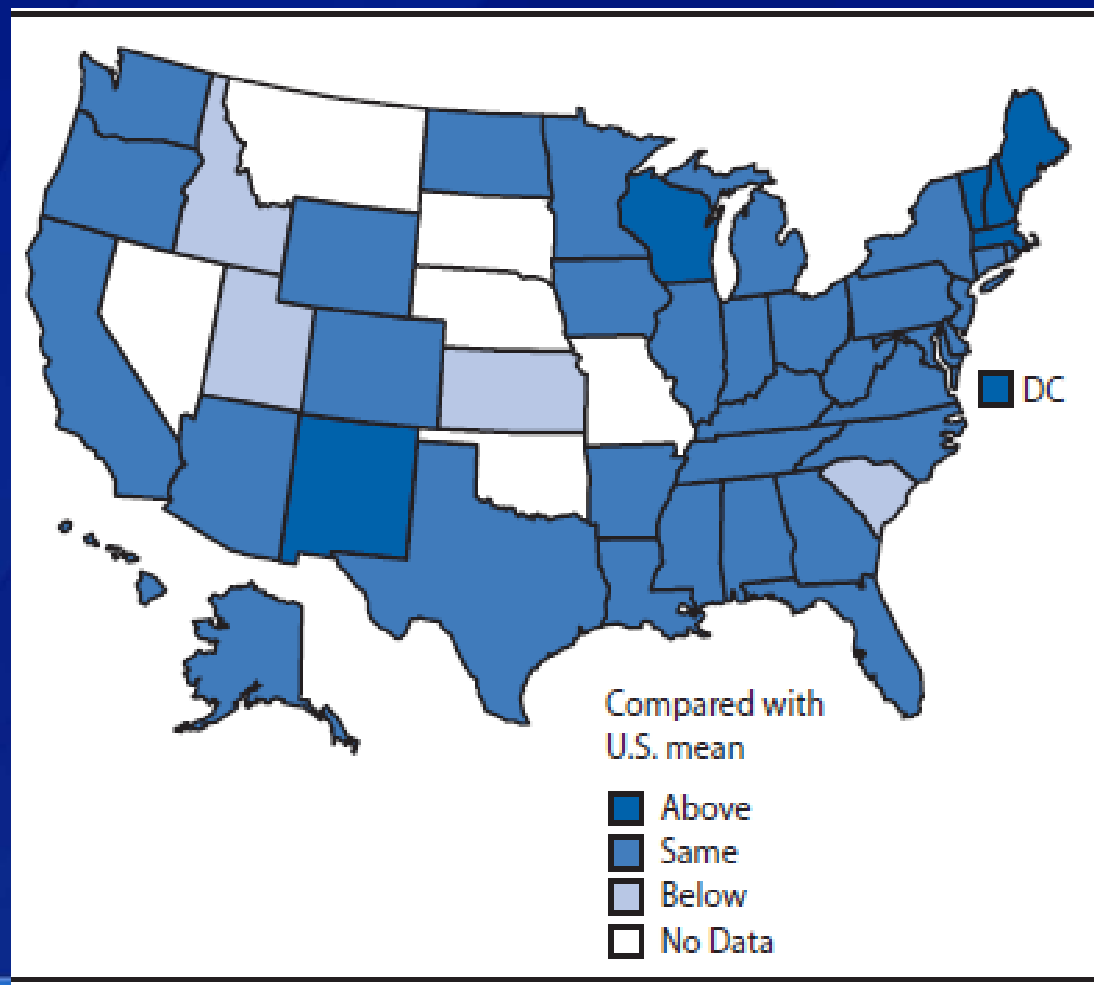 DC
Compared with
U.S. mean
Above
Same
Below
No Data